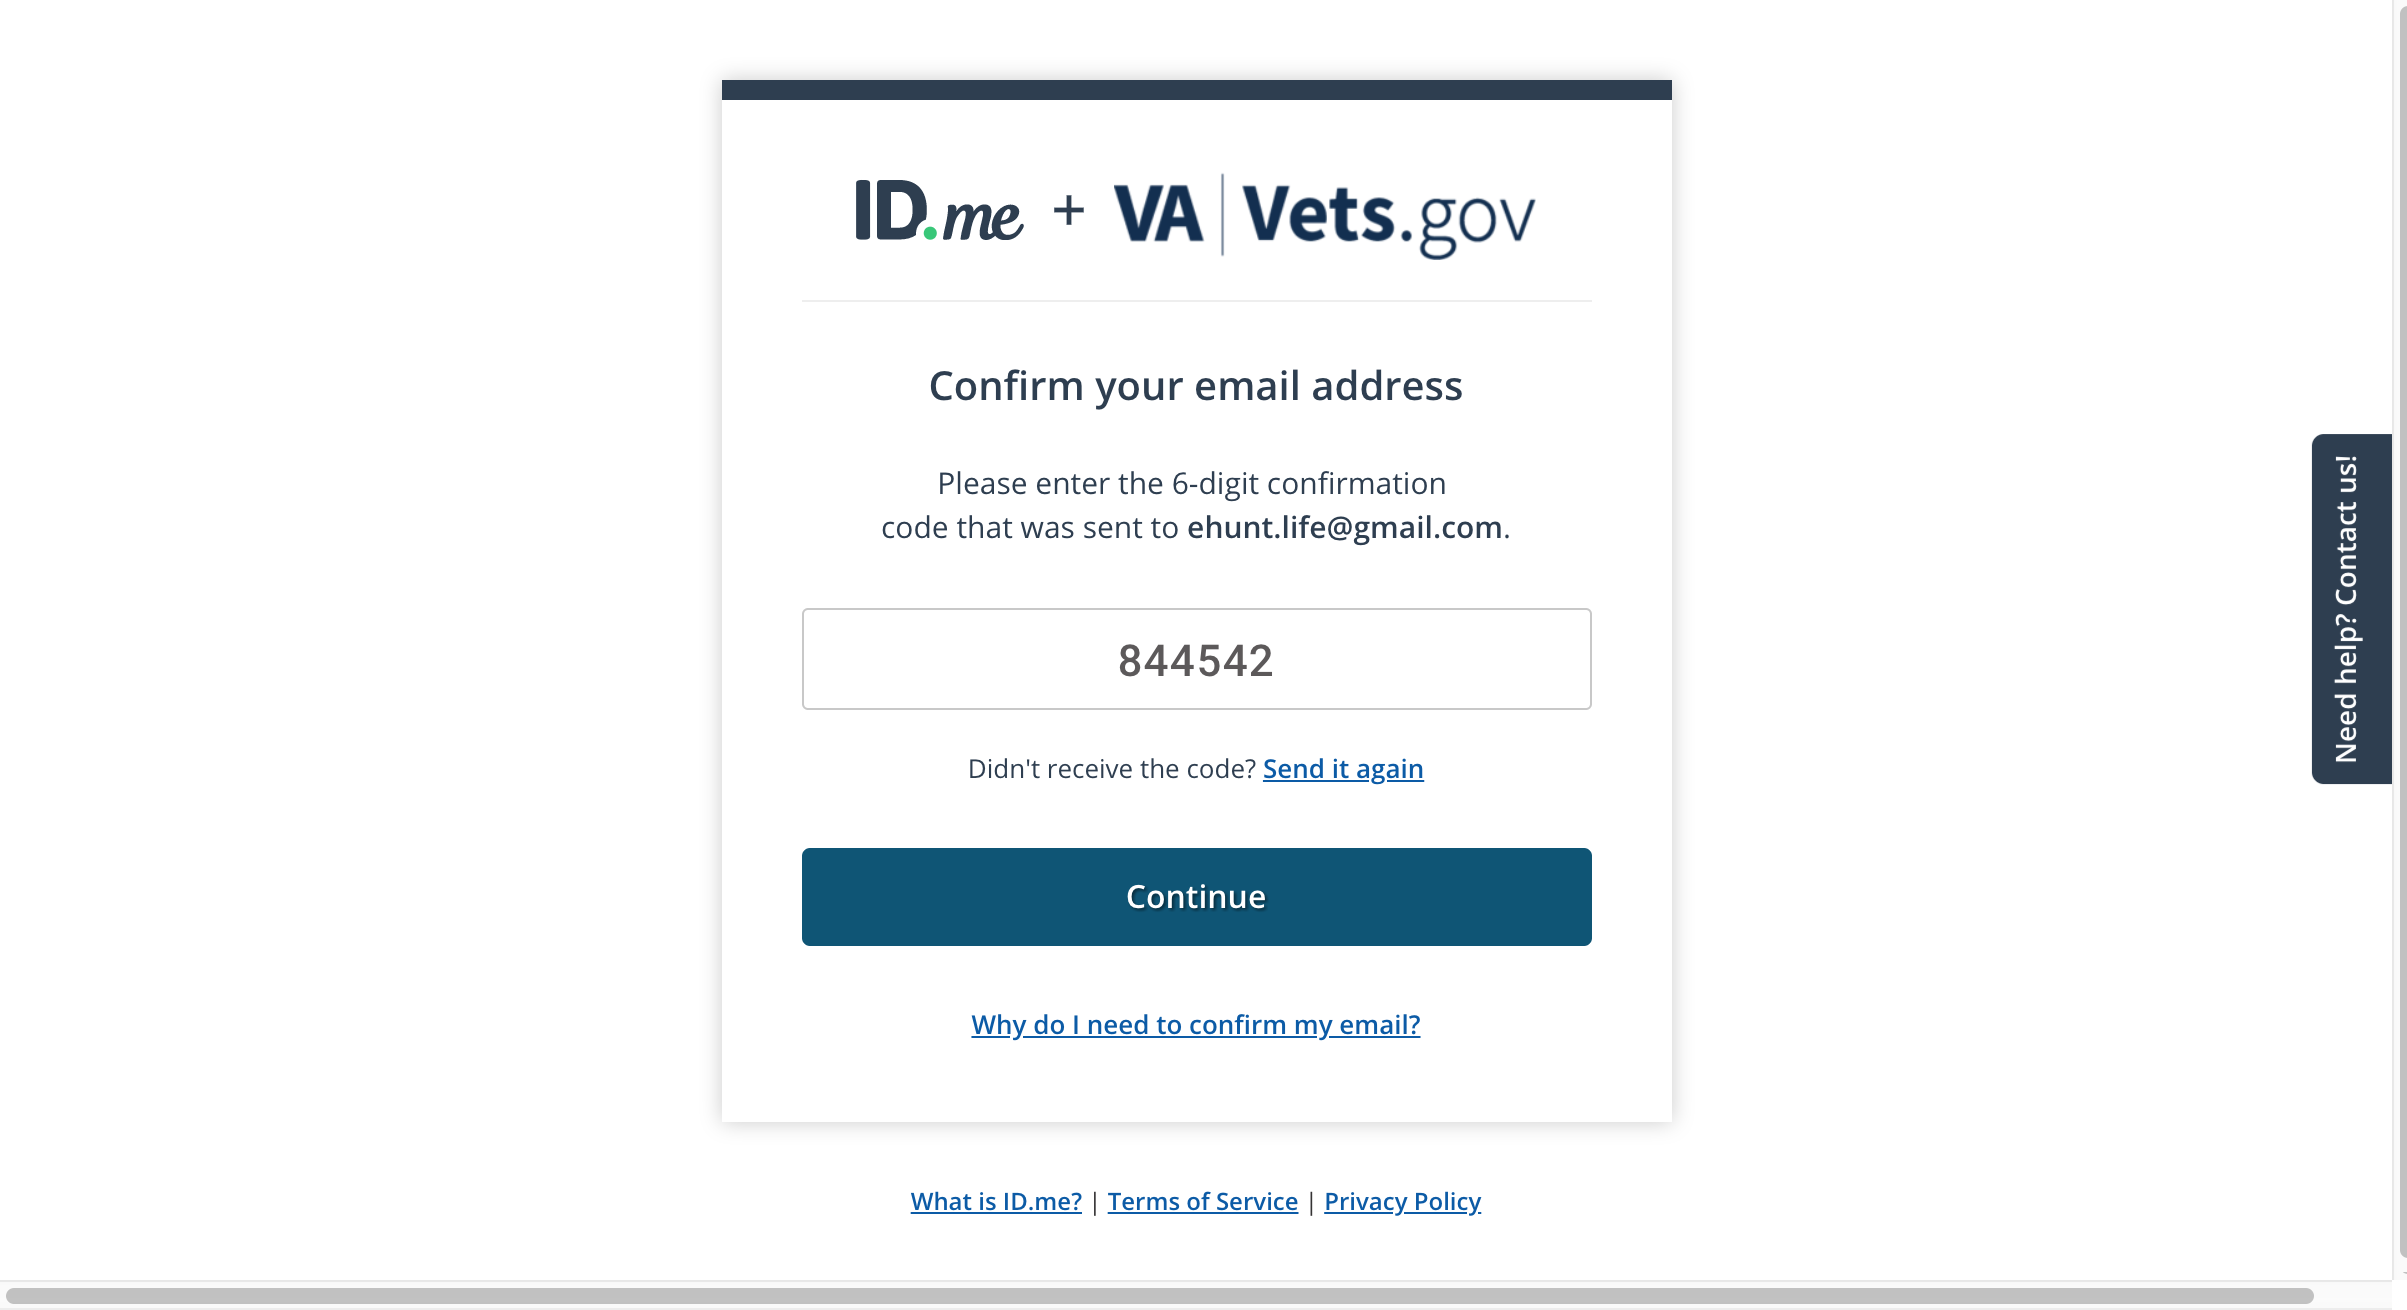 ID.me + VA | Vets.gov
Confirm your email address
Please enter the 6-digit confirmation
code that was sent to ehunt.life@gmail.com.
844542
Didn't receive the code? Send it again
Continue
Why do I need to confirm my email?
What is ID.me? | Terms of Service | Privacy Policy
Need help? Contact us!